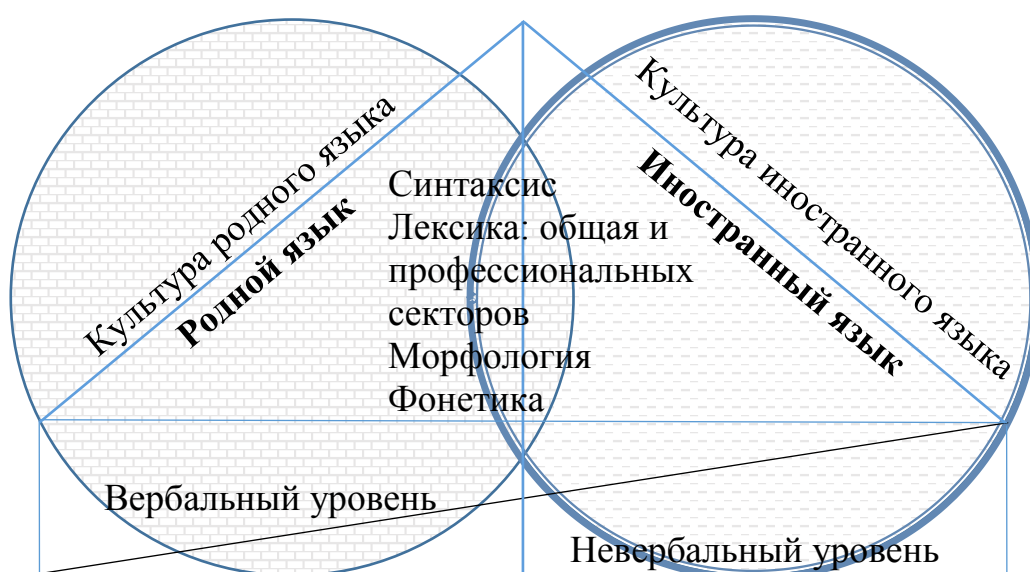 Культура родного языка
Родной язык
Синтаксис
Лексика: общая и
профессиональных
секторов
Морфология
Фонетика
Культура иностранного языка
Иностранный язык
Вербальный уровень
Невербальный уровень